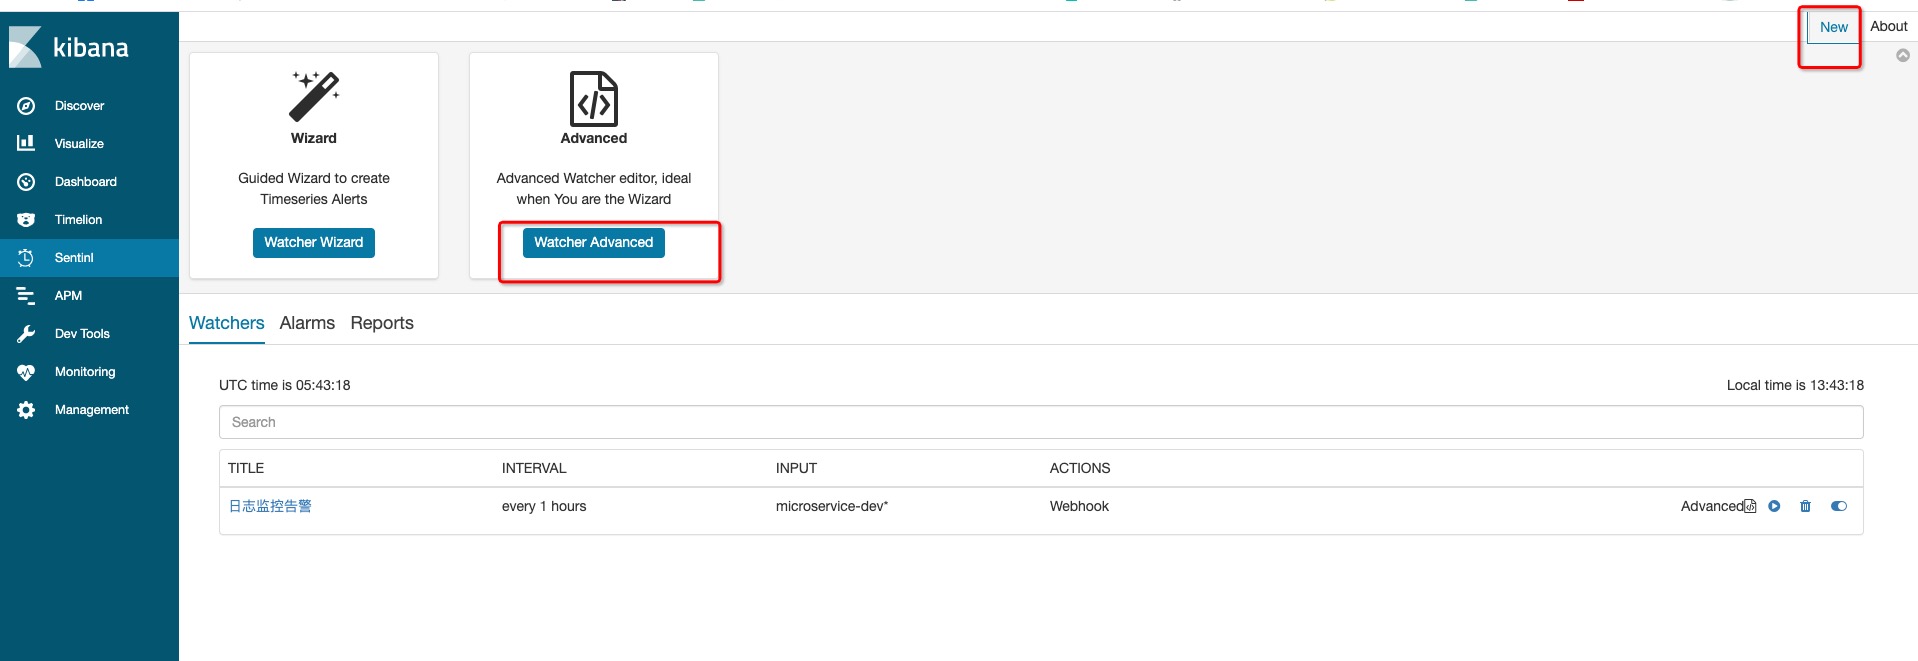 New
About
kibana
Discover
Visualize
Dashboard
Timelion
Sentinl
APM
Dev Tools
Monitoring
Management
Wizard
Guided Wizard to create
Timeseries Alerts
Watcher Wizard
Advanced
Advanced Watcher editor, ideal
when You are the Wizard
Watcher Advanced
Watchers Alarms Reports
UTC time is 05:43:18
Local time is 13:43:18
Search
TITLE INTERVAL INPUT ACTIONS
日志监控告警 every 1 hours microservice-dev* Webhook Advanced